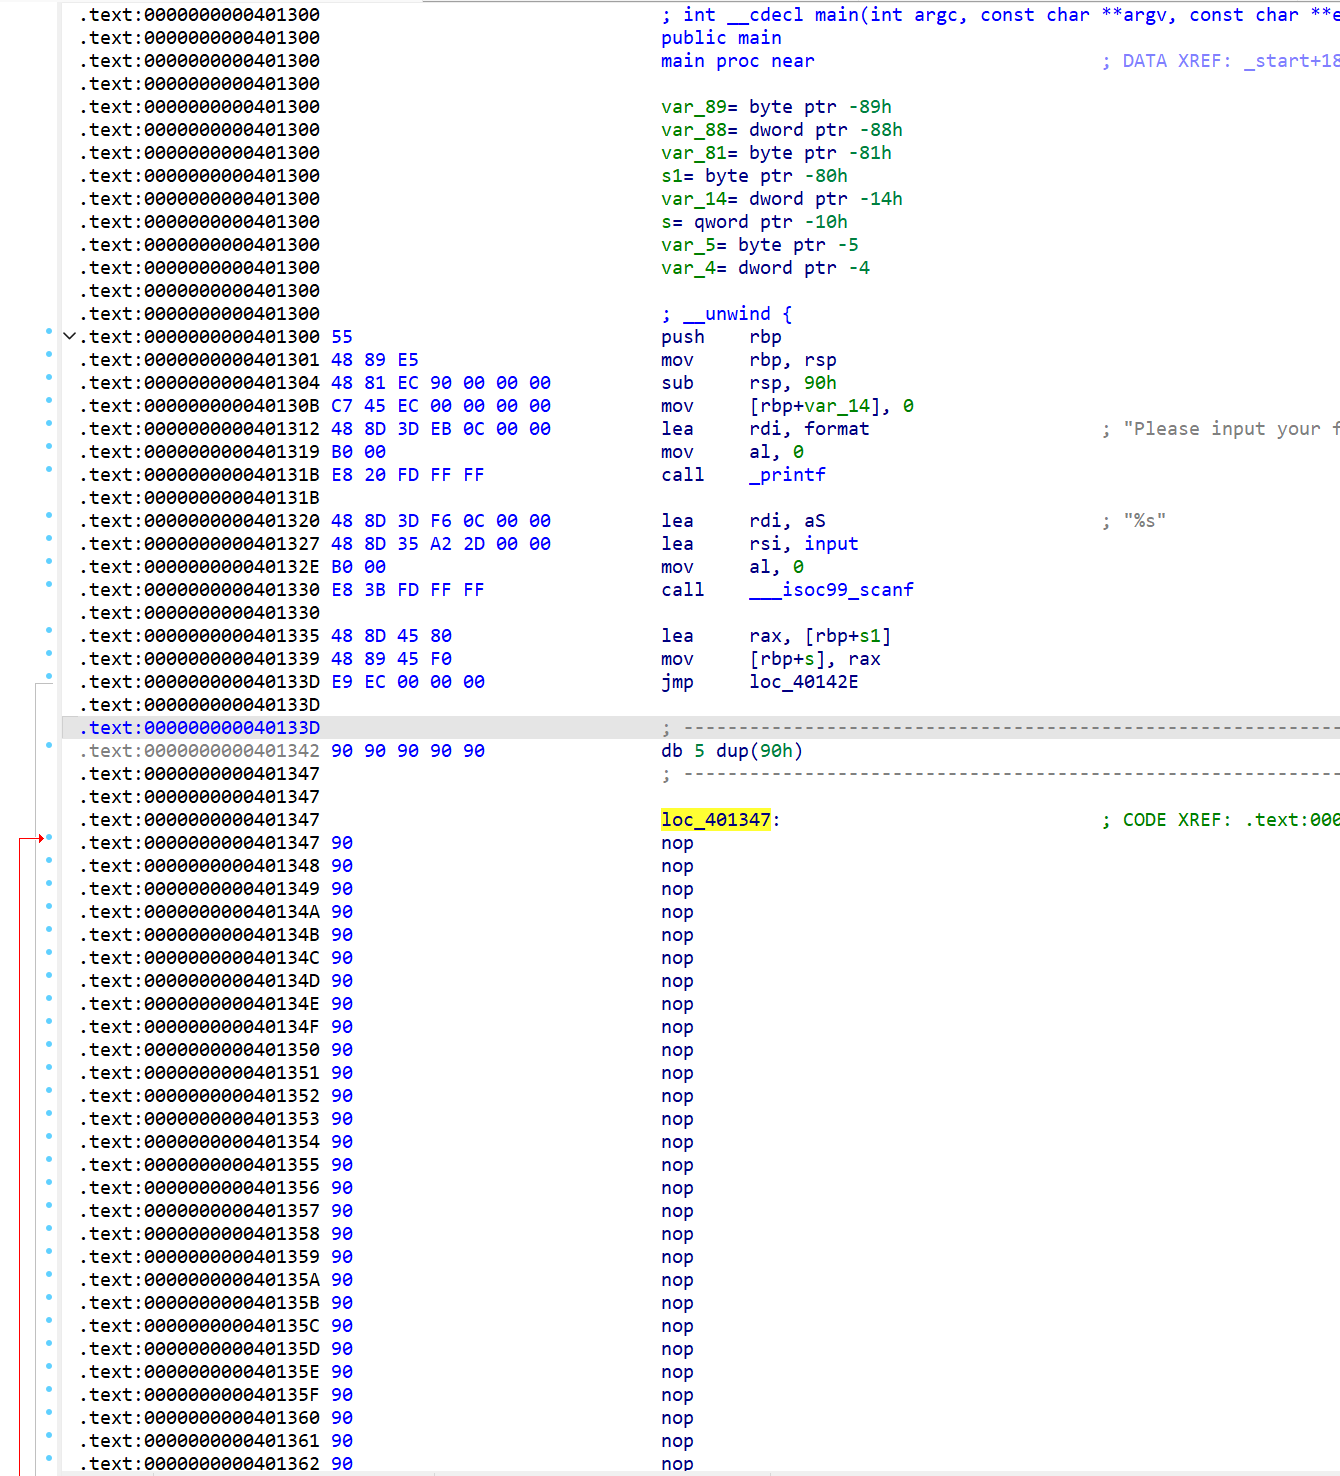 .text:0000000000401300 ; int __cdecl main(int argc, const char **argv, const char **e
.text:0000000000401300 public main
.text:0000000000401300 main proc near ; DATA XREF: _start+18
.text:0000000000401300
.text:0000000000401300 var_89= byte ptr -89h
.text:0000000000401300 var_88= dword ptr -88h
.text:0000000000401300 var_81= byte ptr -81h
.text:0000000000401300 s1= byte ptr -80h
.text:0000000000401300 var_14= dword ptr -14h
.text:0000000000401300 s= qword ptr -10h
.text:0000000000401300 var_5= byte ptr -5
.text:0000000000401300 var_4= dword ptr -4
.text:0000000000401300
.text:0000000000401300 ; __unwind {
.text:0000000000401300 55 push rbp
.text:0000000000401301 48 89 E5 mov rbp, rsp
.text:0000000000401304 48 81 EC 90 00 00 00 sub rsp, 90h
.text:000000000040130B C7 45 EC 00 00 00 00 mov [rbp+var_14], 0
.text:0000000000401312 48 8D 3D EB 0C 00 00 lea rdi, format ; "Please input your f
.text:0000000000401319 B0 00 mov al, 0
.text:000000000040131B E8 20 FD FF FF call _printf
.text:000000000040131B
.text:0000000000401320 48 8D 3D F6 0C 00 00 lea rdi, aS ; "%s"
.text:0000000000401327 48 8D 35 A2 2D 00 00 lea rsi, input
.text:000000000040132E B0 00 mov al, 0
.text:0000000000401330 E8 3B FD FF FF call ___isoc99_scanf
.text:0000000000401330
.text:0000000000401335 48 8D 45 80 lea rax, [rbp+s1]
.text:0000000000401339 48 89 45 F0 mov [rbp+s], rax
.text:000000000040133D E9 EC 00 00 00 jmp loc_40142E
.text:000000000040133D
.text:000000000040133D ; ------------------------------------------------------------
.text:0000000000401342 90 90 90 90 90 db 5 dup(90h)
.text:0000000000401347 ; ------------------------------------------------------------
.text:0000000000401347
.text:0000000000401347 loc_401347: ; CODE XREF: .text:000
.text:0000000000401347 90 nop
.text:0000000000401348 90 nop
.text:0000000000401349 90 nop
.text:000000000040134A 90 nop
.text:000000000040134B 90 nop
.text:000000000040134C 90 nop
.text:000000000040134D 90 nop
.text:000000000040134E 90 nop
.text:000000000040134F 90 nop
.text:0000000000401350 90 nop
.text:0000000000401351 90 nop
.text:0000000000401352 90 nop
.text:0000000000401353 90 nop
.text:0000000000401354 90 nop
.text:0000000000401355 90 nop
.text:0000000000401356 90 nop
.text:0000000000401357 90 nop
.text:0000000000401358 90 nop
.text:0000000000401359 90 nop
.text:000000000040135A 90 nop
.text:000000000040135B 90 nop
.text:000000000040135C 90 nop
.text:000000000040135D 90 nop
.text:000000000040135E 90 nop
.text:000000000040135F 90 nop
.text:0000000000401360 90 nop
.text:0000000000401361 90 nop
.text:0000000000401362 90 nop